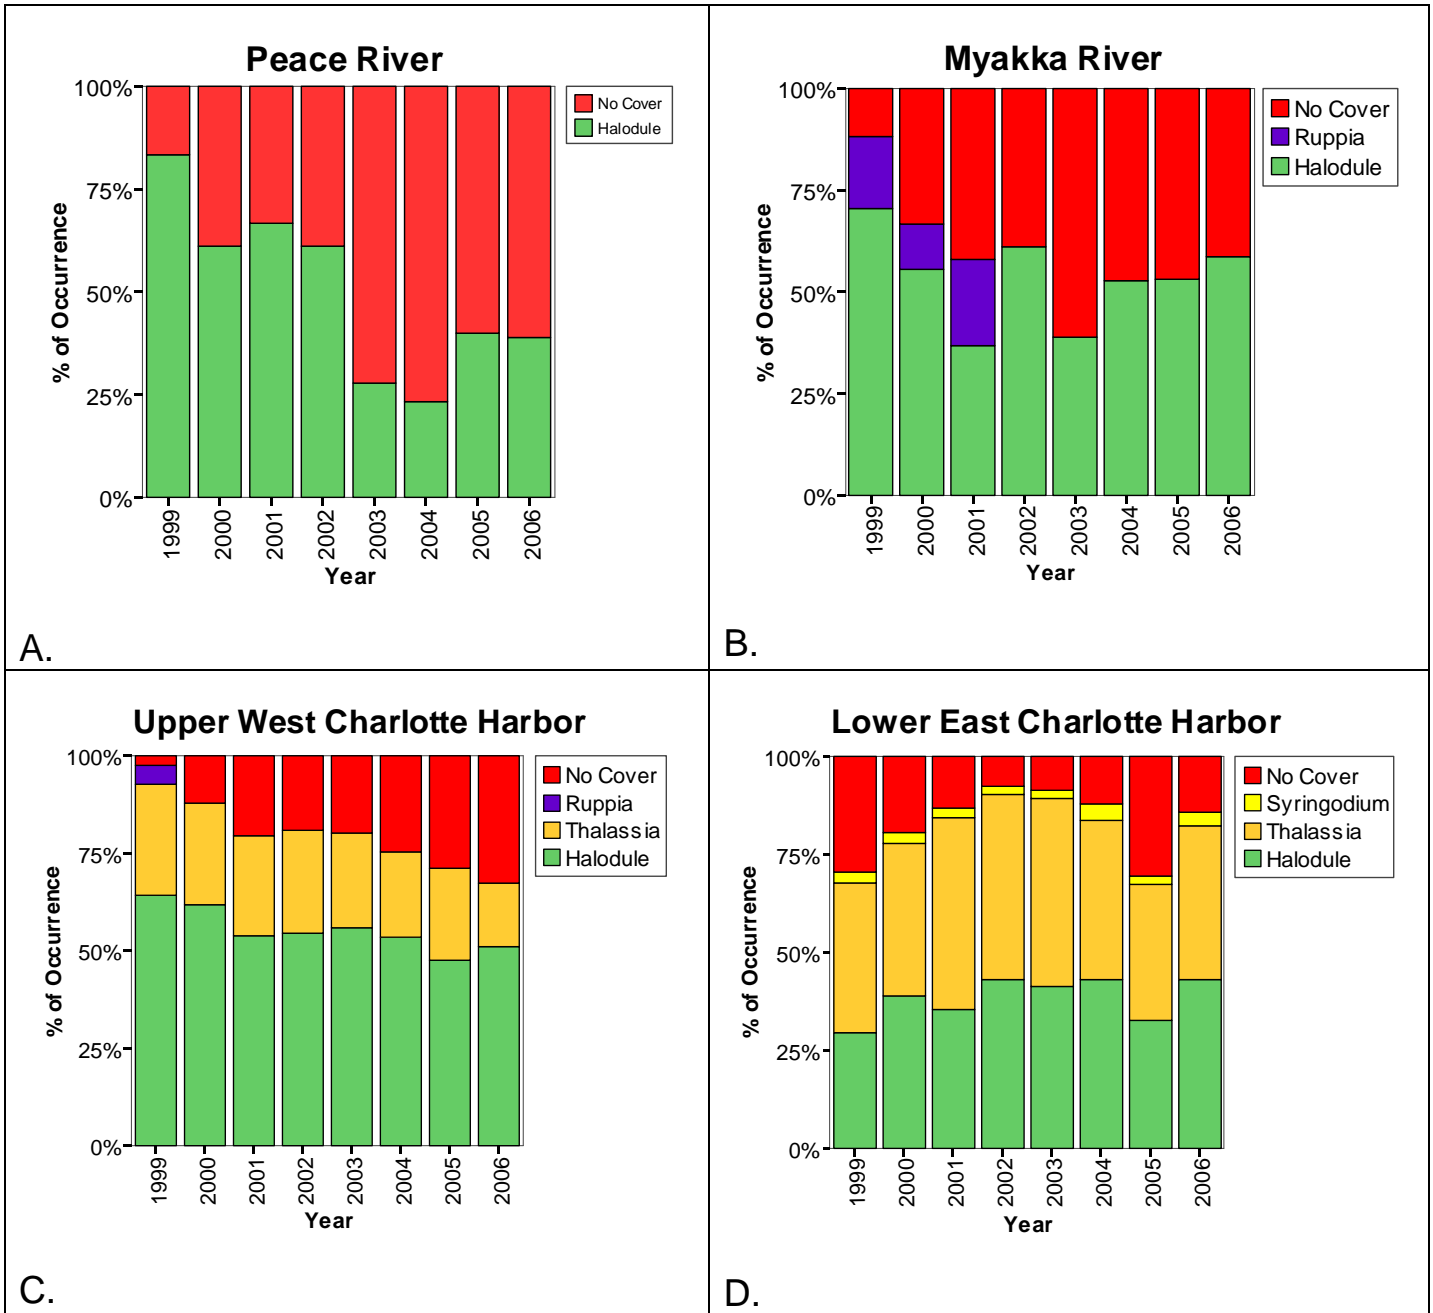 Peace River
100%
75%
50%
25%
0%
% of Occurrence
1999 2000 2001 2002 2003 2004 2005 2006
Year
No Cover
Halodule
A.
Myakka River
100%
75%
50%
25%
0%
% of Occurrence
1999 2000 2001 2002 2003 2004 2005 2006
Year
No Cover
Ruppia
Halodule
B.
Upper West Charlotte Harbor
100%
75%
50%
25%
0%
% of Occurrence
1999 2000 2001 2002 2003 2004 2005 2006
Year
No Cover
Ruppia
Thalassia
Halodule
C.
Lower East Charlotte Harbor
100%
75%
50%
25%
0%
% of Occurrence
1999 2000 2001 2002 2003 2004 2005 2006
Year
No Cover
Syringodium
Thalassia
Halodule
D.